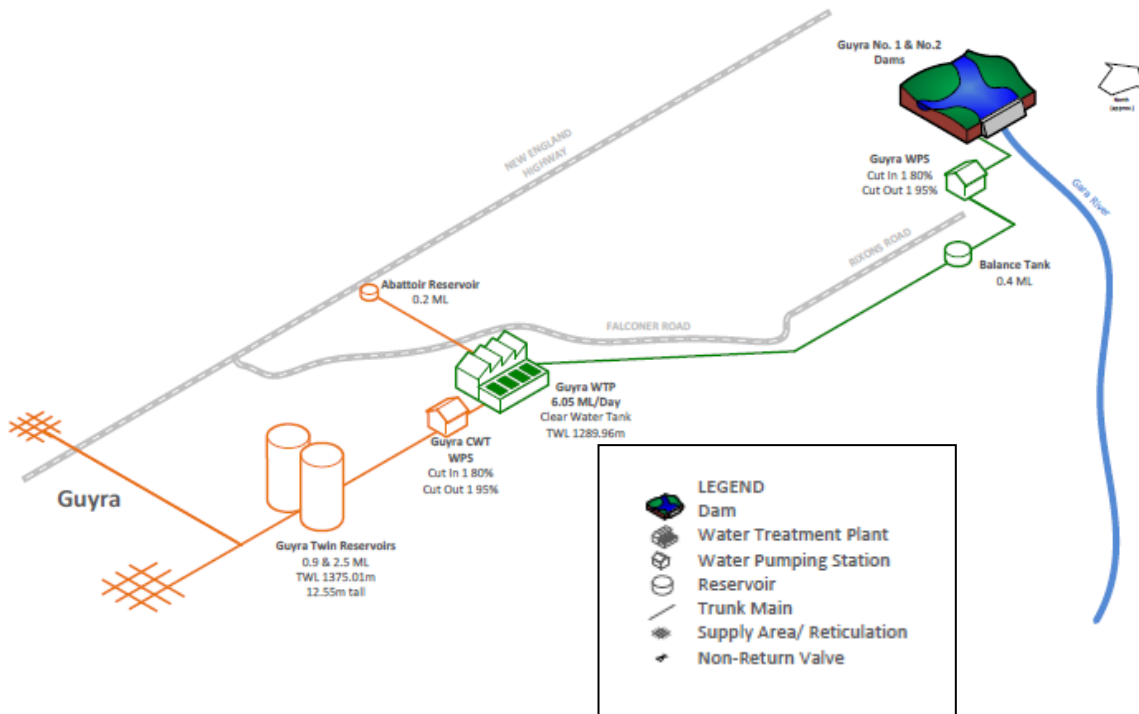 Guyra No. 1 & No.2
Dams
North
(approx.)
NEW ENGLAND
HIGHWAY
Guyra WPS
Cut In 1 80%
Cut Out 1 95%
Gara River
RIXONS ROAD
Balance Tank
0.4 ML
Abattoir Reservoir
0.2 ML
FALCONER ROAD
Guyra WTP
6.05 ML/Day
Clear Water Tank
TWL 1289.96m
Guyra CWT
WPS
Cut In 1 80%
Cut Out 1 95%
Guyra
Guyra Twin Reservoirs
0.9 & 2.5 ML
TWL 1375.01m
12.55m tall
LEGEND
Dam
Water Treatment Plant
Water Pumping Station
Reservoir
Trunk Main
Supply Area/ Reticulation
Non-Return Valve